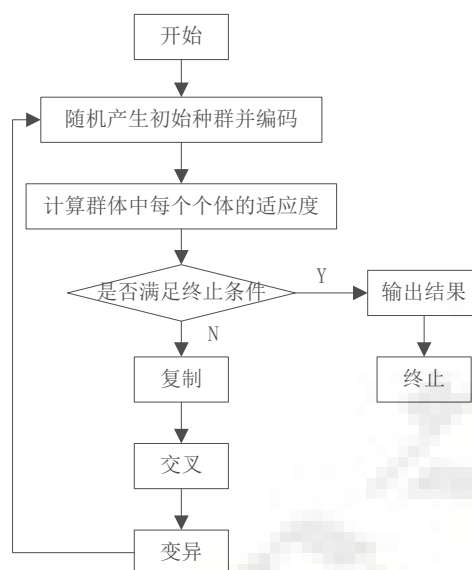 开始
随机产生初始种群并编码
计算群体中每个个体的适应度
是否满足终止条件
Y
输出结果
N
复制
终止
交叉
变异